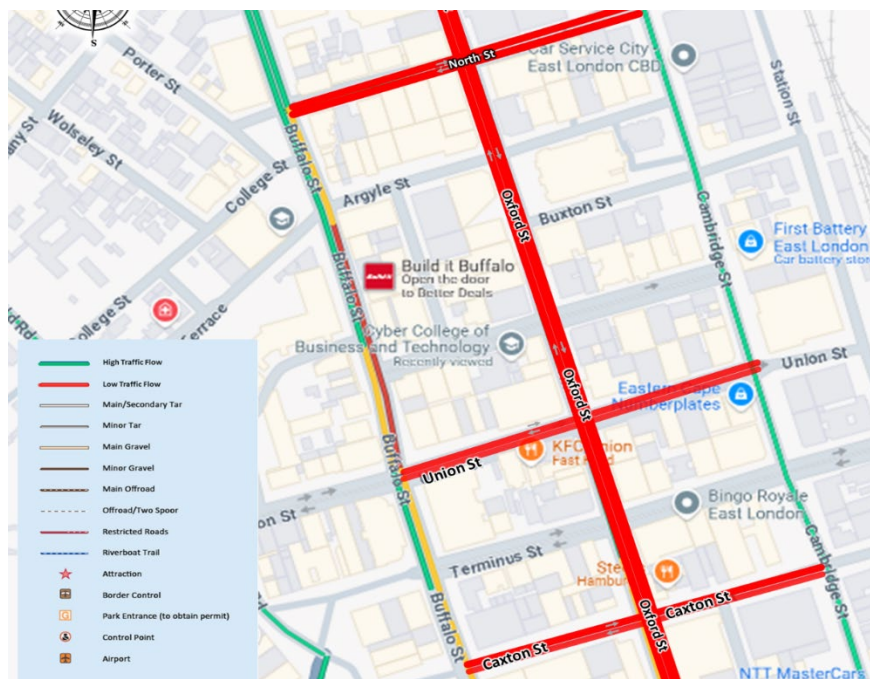 S
North St
Car Service City
East London CBD
Porter St
Wolseley St
College St
Buffalo St
Argyle St
Station St
Oxford St
Buxton St
Cambridge St
First Battery
East London
Car battery stor
Build it Buffalo
Open the door
to Better Deals
Buffalo St
College St
Terrace
Cyber College of
Business and Technology
Recently viewed
Oxford St
Union St
Eastern Cape
Numberplates
Buffalo St
KFC Union
Fast Food
Union St
Bingo Royale
East London
on St
Terminus St
Stee
Hambur
Cambridge St
Oxford St
Caxton St
Buffalo St
Caxton St
NTT MasterCars
High Traffic Flow
Low Traffic Flow
Main/Secondary Tar
Minor Tar
Main Gravel
Minor Gravel
Main Offroad
Offroad/Two Spoor
Restricted Roads
Riverboat Trail
Attraction
Border Control
G
Park Entrance (to obtain permit)
Control Point
Airport